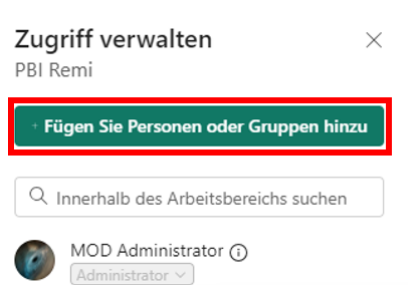 Zugriff verwalten
PBI Remi
+ Fügen Sie Personen oder Gruppen hinzu
Innerhalb des Arbeitsbereichs suchen
MOD Administrator
Administrator